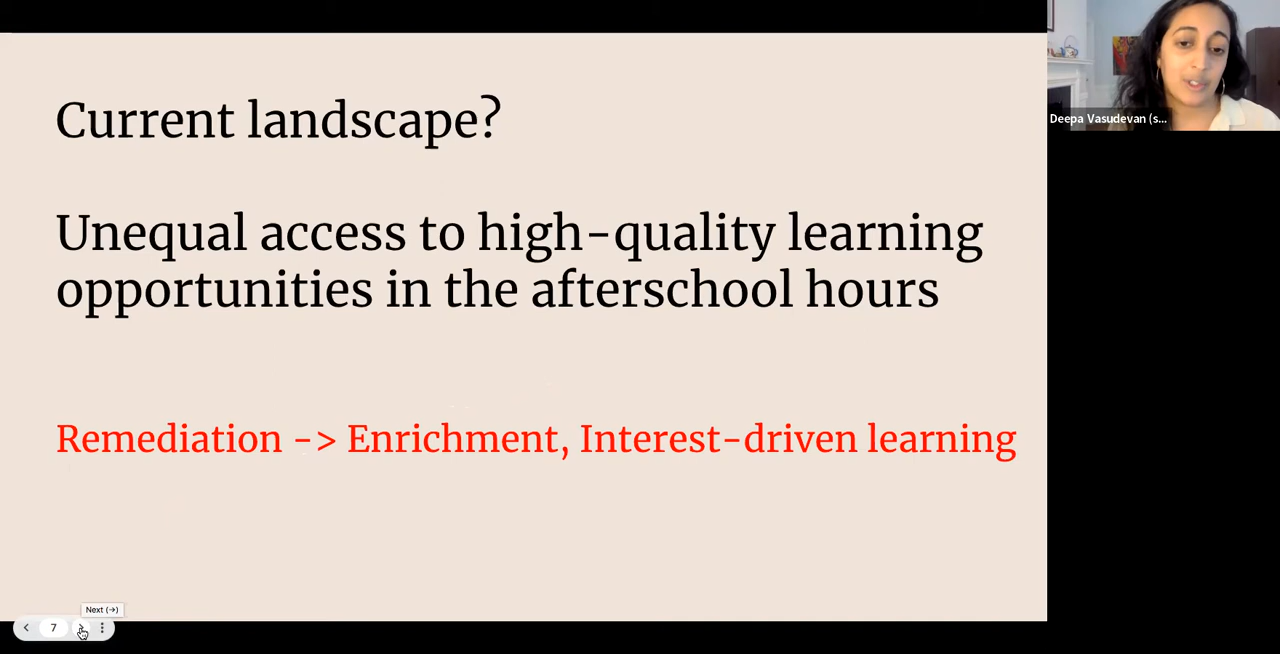 Current landscape?
Unequal access to high-quality learning
opportunities in the afterschool hours
Remediation -> Enrichment, Interest-driven learning
Deepa Vasudevan (s...
Next (→)
7